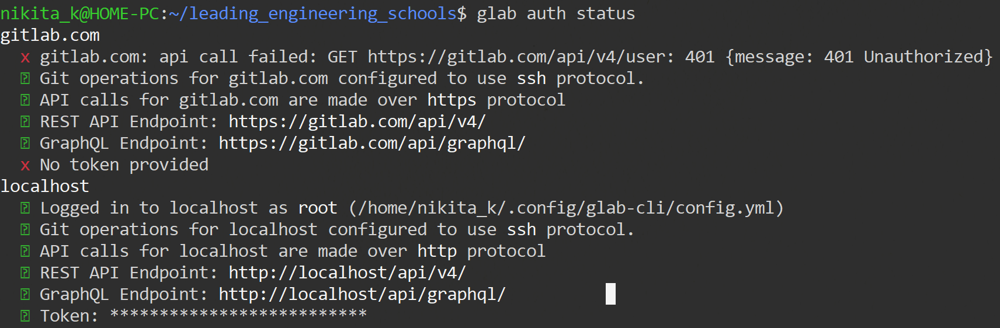 nikita_k@HOME-PC:~/leading_engineering_schools$ glab auth status
gitlab.com
x gitlab.com: api call failed: GET https://gitlab.com/api/v4/user: 401 {message: 401 Unauthorized}
⍰ Git operations for gitlab.com configured to use ssh protocol.
⍰ API calls for gitlab.com are made over https protocol
⍰ REST API Endpoint: https://gitlab.com/api/v4/
⍰ GraphQL Endpoint: https://gitlab.com/api/graphql/
x No token provided
localhost
⍰ Logged in to localhost as root (/home/nikita_k/.config/glab-cli/config.yml)
⍰ Git operations for localhost configured to use ssh protocol.
⍰ API calls for localhost are made over http protocol
⍰ REST API Endpoint: http://localhost/api/v4/
⍰ GraphQL Endpoint: http://localhost/api/graphql/
⍰ Token: **************************